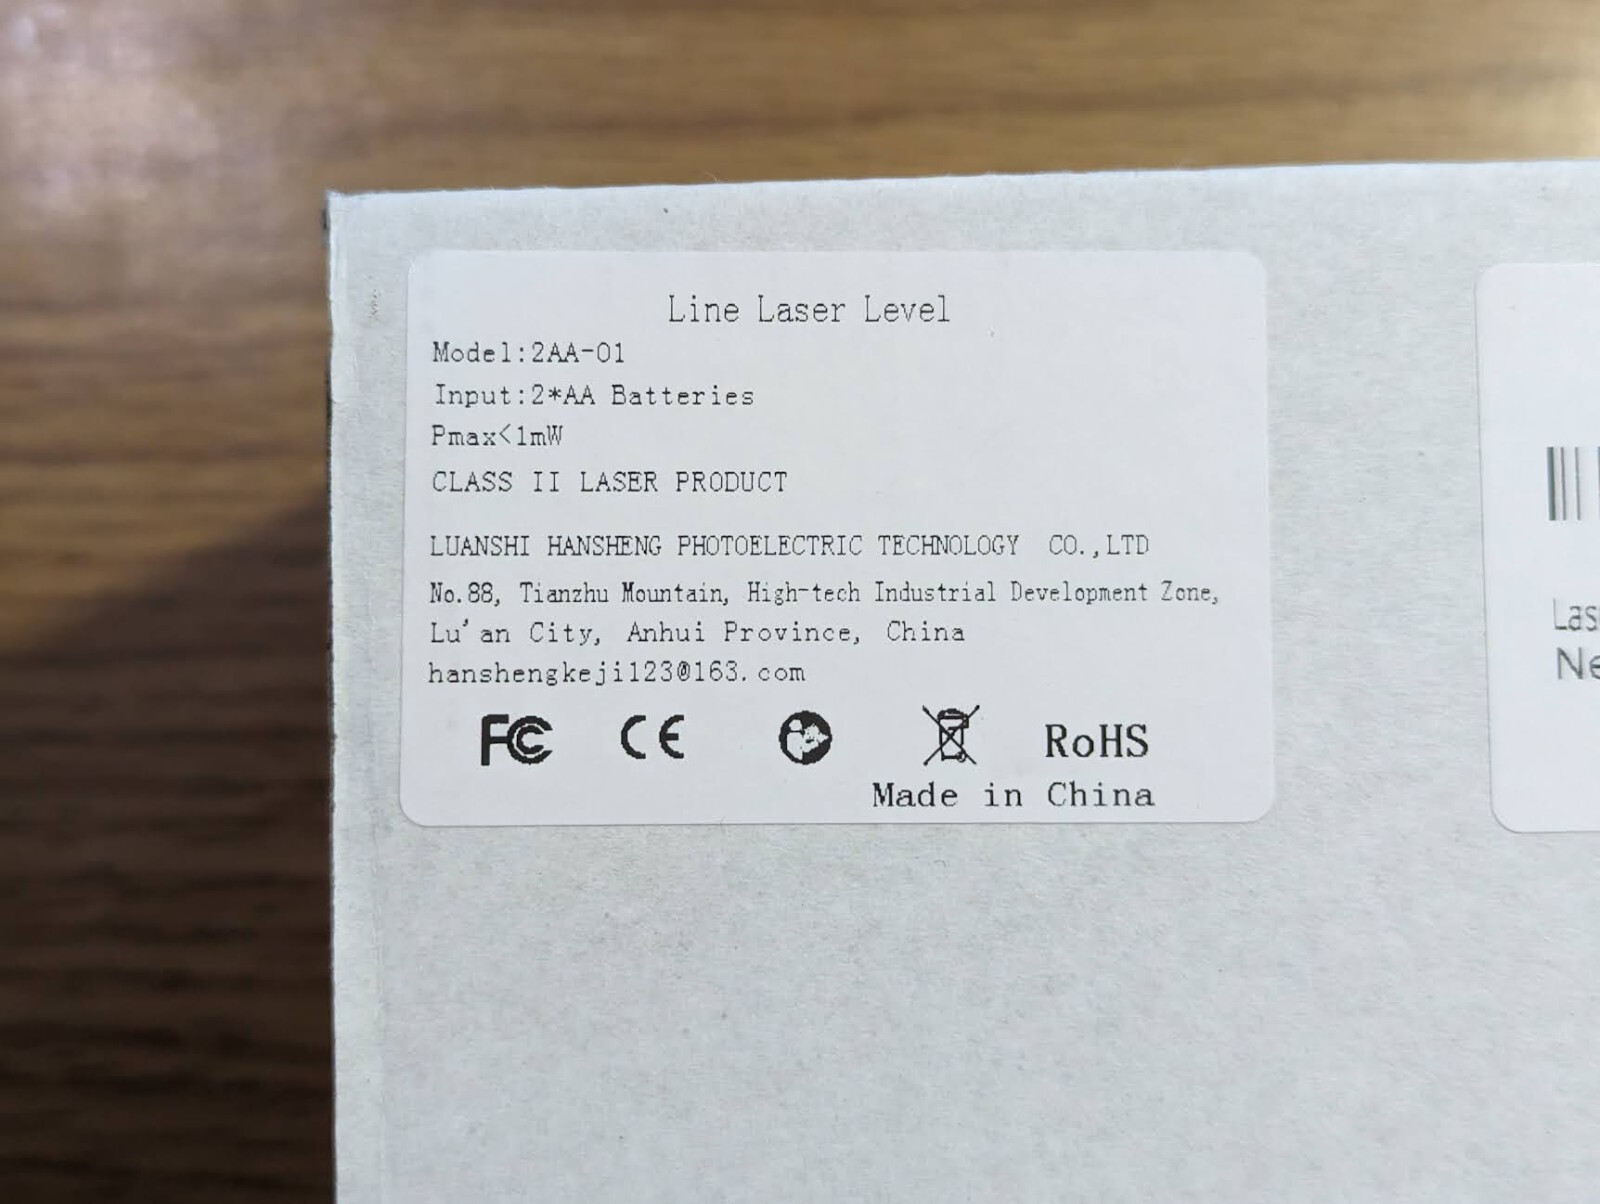 Line Laser Level
Model:2AA-01
Input:2*AA Batteries
Pmax<1mW
CLASS II LASER PRODUCT
LUANSHI HANSHENG PHOTOELECTRIC TECHNOLOGY CO.,LTD
No.88, Tianzhu Mountain, High-tech Industrial Development Zone,
Lu'an City, Anhui Province, China
hanshengkeji123@163.com
FC CE RoHS
Made in China
Las
Ne